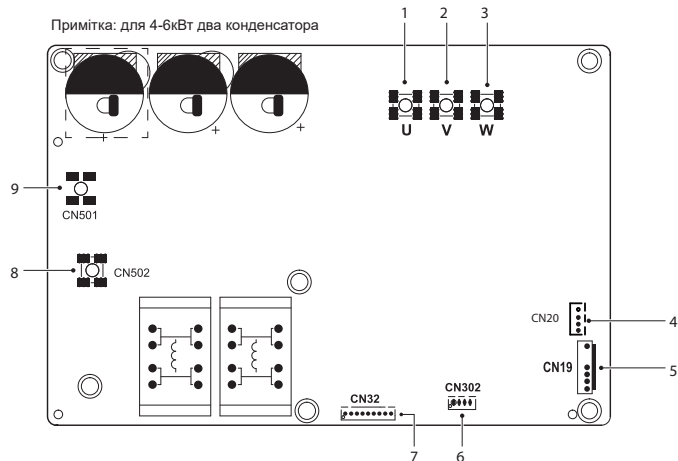 Примітка: для 4-6кВт два конденсатора
1 2 3
U V W
9
CN501
8 CN502
CN20 4
CN19 5
CN32 CN302
7 6